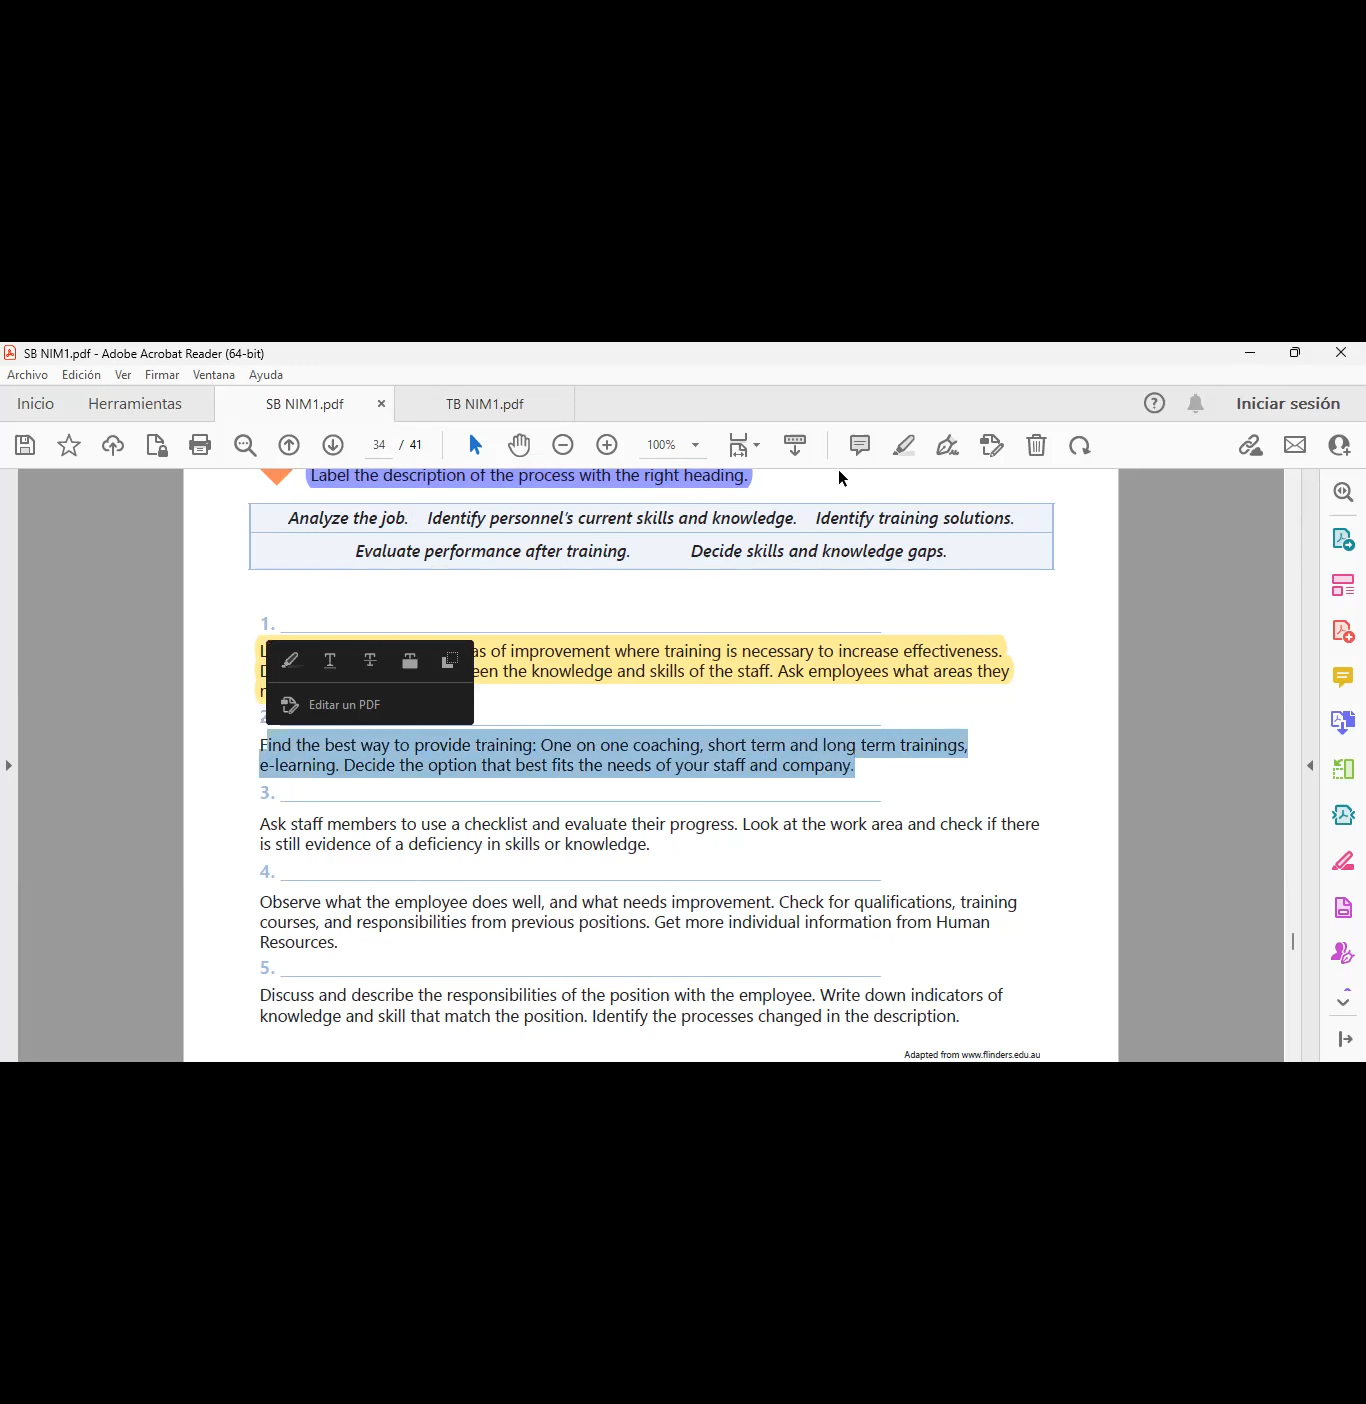 SB NIM1.pdf - Adobe Acrobat Reader (64-bit)
Archivo Edición Ver Firmar Ventana Ayuda
Inicio Herramientas SB NIM1.pdf × TB NIM1.pdf Iniciar sesión
34 / 41 100%
Label the description of the process with the right heading.
Analyze the job. Identify personnel's current skills and knowledge. Identify training solutions.
Evaluate performance after training. Decide skills and knowledge gaps.
1.
of improvement where training is necessary to increase effectiveness.
the knowledge and skills of the staff. Ask employees what areas they
Editar un PDF
Find the best way to provide training: One on one coaching, short term and long term trainings,
e-learning. Decide the option that best fits the needs of your staff and company.
3.
Ask staff members to use a checklist and evaluate their progress. Look at the work area and check if there
is still evidence of a deficiency in skills or knowledge.
4.
Observe what the employee does well, and what needs improvement. Check for qualifications, training
courses, and responsibilities from previous positions. Get more individual information from Human
Resources.
5.
Discuss and describe the responsibilities of the position with the employee. Write down indicators of
knowledge and skill that match the position. Identify the processes changed in the description.
Adapted from www.flinders.edu.au